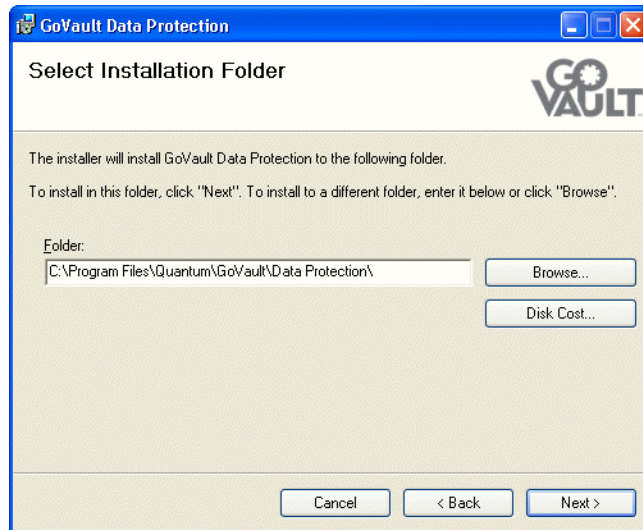 GoVault Data Protection
Select Installation Folder
GO
VAULT
The installer will install GoVault Data Protection to the following folder.
To install in this folder, click "Next". To install to a different folder, enter it below or click "Browse".
Folder:
C:\Program Files\Quantum\GoVault\Data Protection\
Browse...
Disk Cost...
Cancel
< Back
Next >